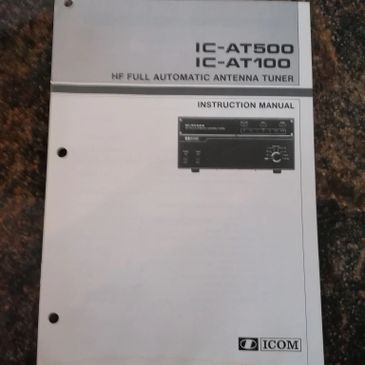 IC-AT500
IC-AT100
HF FULL AUTOMATIC ANTENNA TUNER
INSTRUCTION MANUAL
ICOM